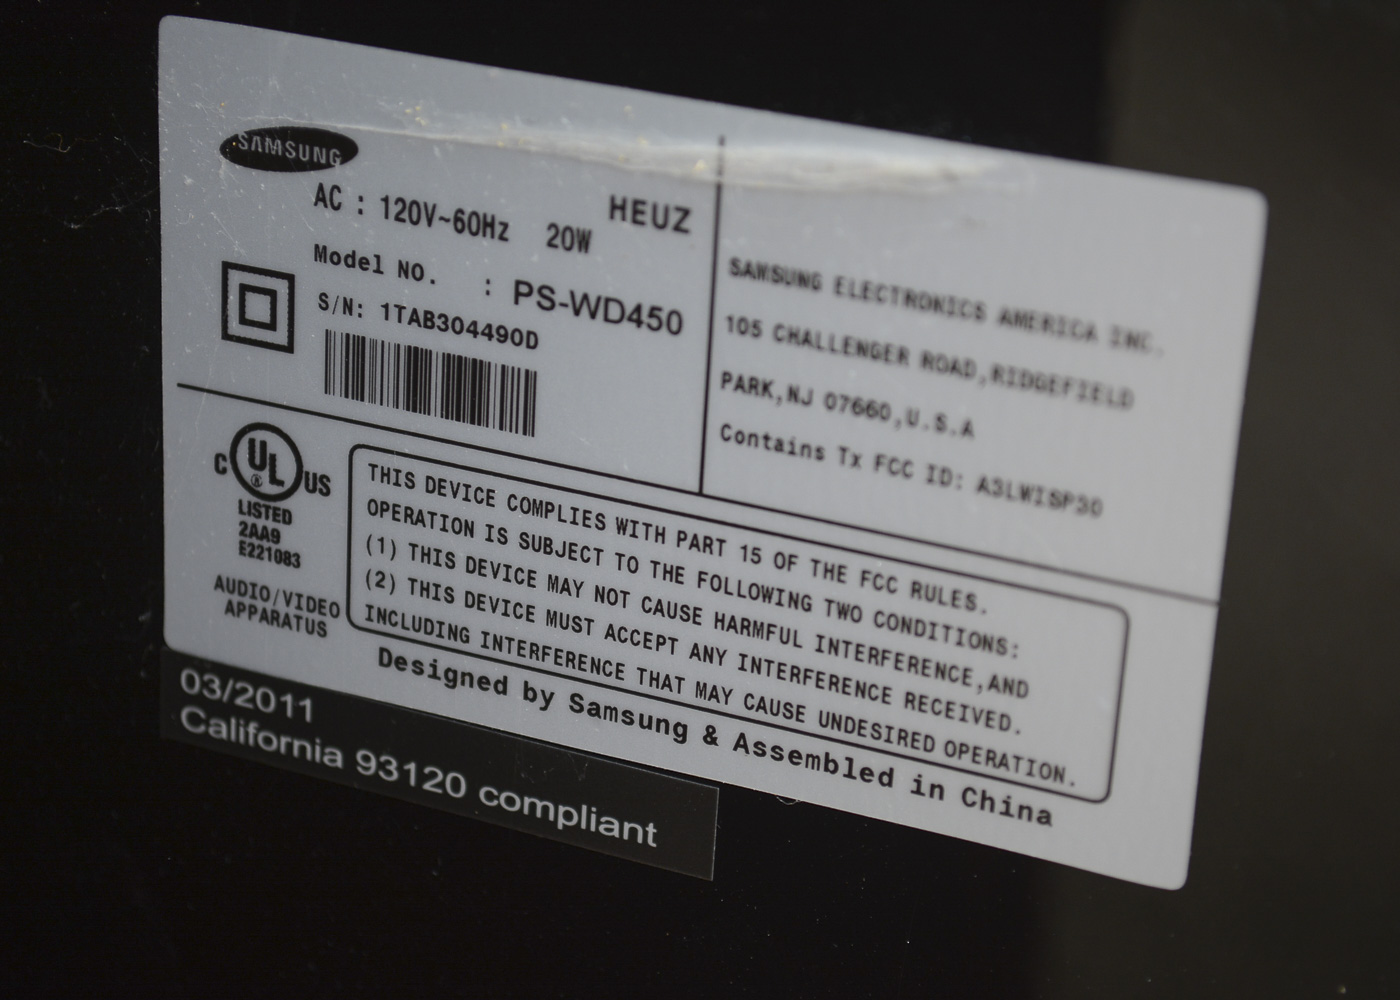 SAMSUNG
AC : 120V~60Hz 20W HEUZ
Model NO. : PS-WD450
S/N: 1TAB304490D
SAMSUNG ELECTRONICS AMERICA INC.
105 CHALLENGER ROAD,RIDGEFIELD
PARK,NJ 07660,U.S.A
Contains Tx FCC ID: A3LWISP30
C UL ® US
LISTED
2AA9
E221083
AUDIO/VIDEO
APPARATUS
THIS DEVICE COMPLIES WITH PART 15 OF THE FCC RULES.
OPERATION IS SUBJECT TO THE FOLLOWING TWO CONDITIONS:
(1) THIS DEVICE MAY NOT CAUSE HARMFUL INTERFERENCE,AND
(2) THIS DEVICE MUST ACCEPT ANY INTERFERENCE RECEIVED.
INCLUDING INTERFERENCE THAT MAY CAUSE UNDESIRED OPERATION.
Designed by Samsung & Assembled in China
03/2011
California 93120 compliant